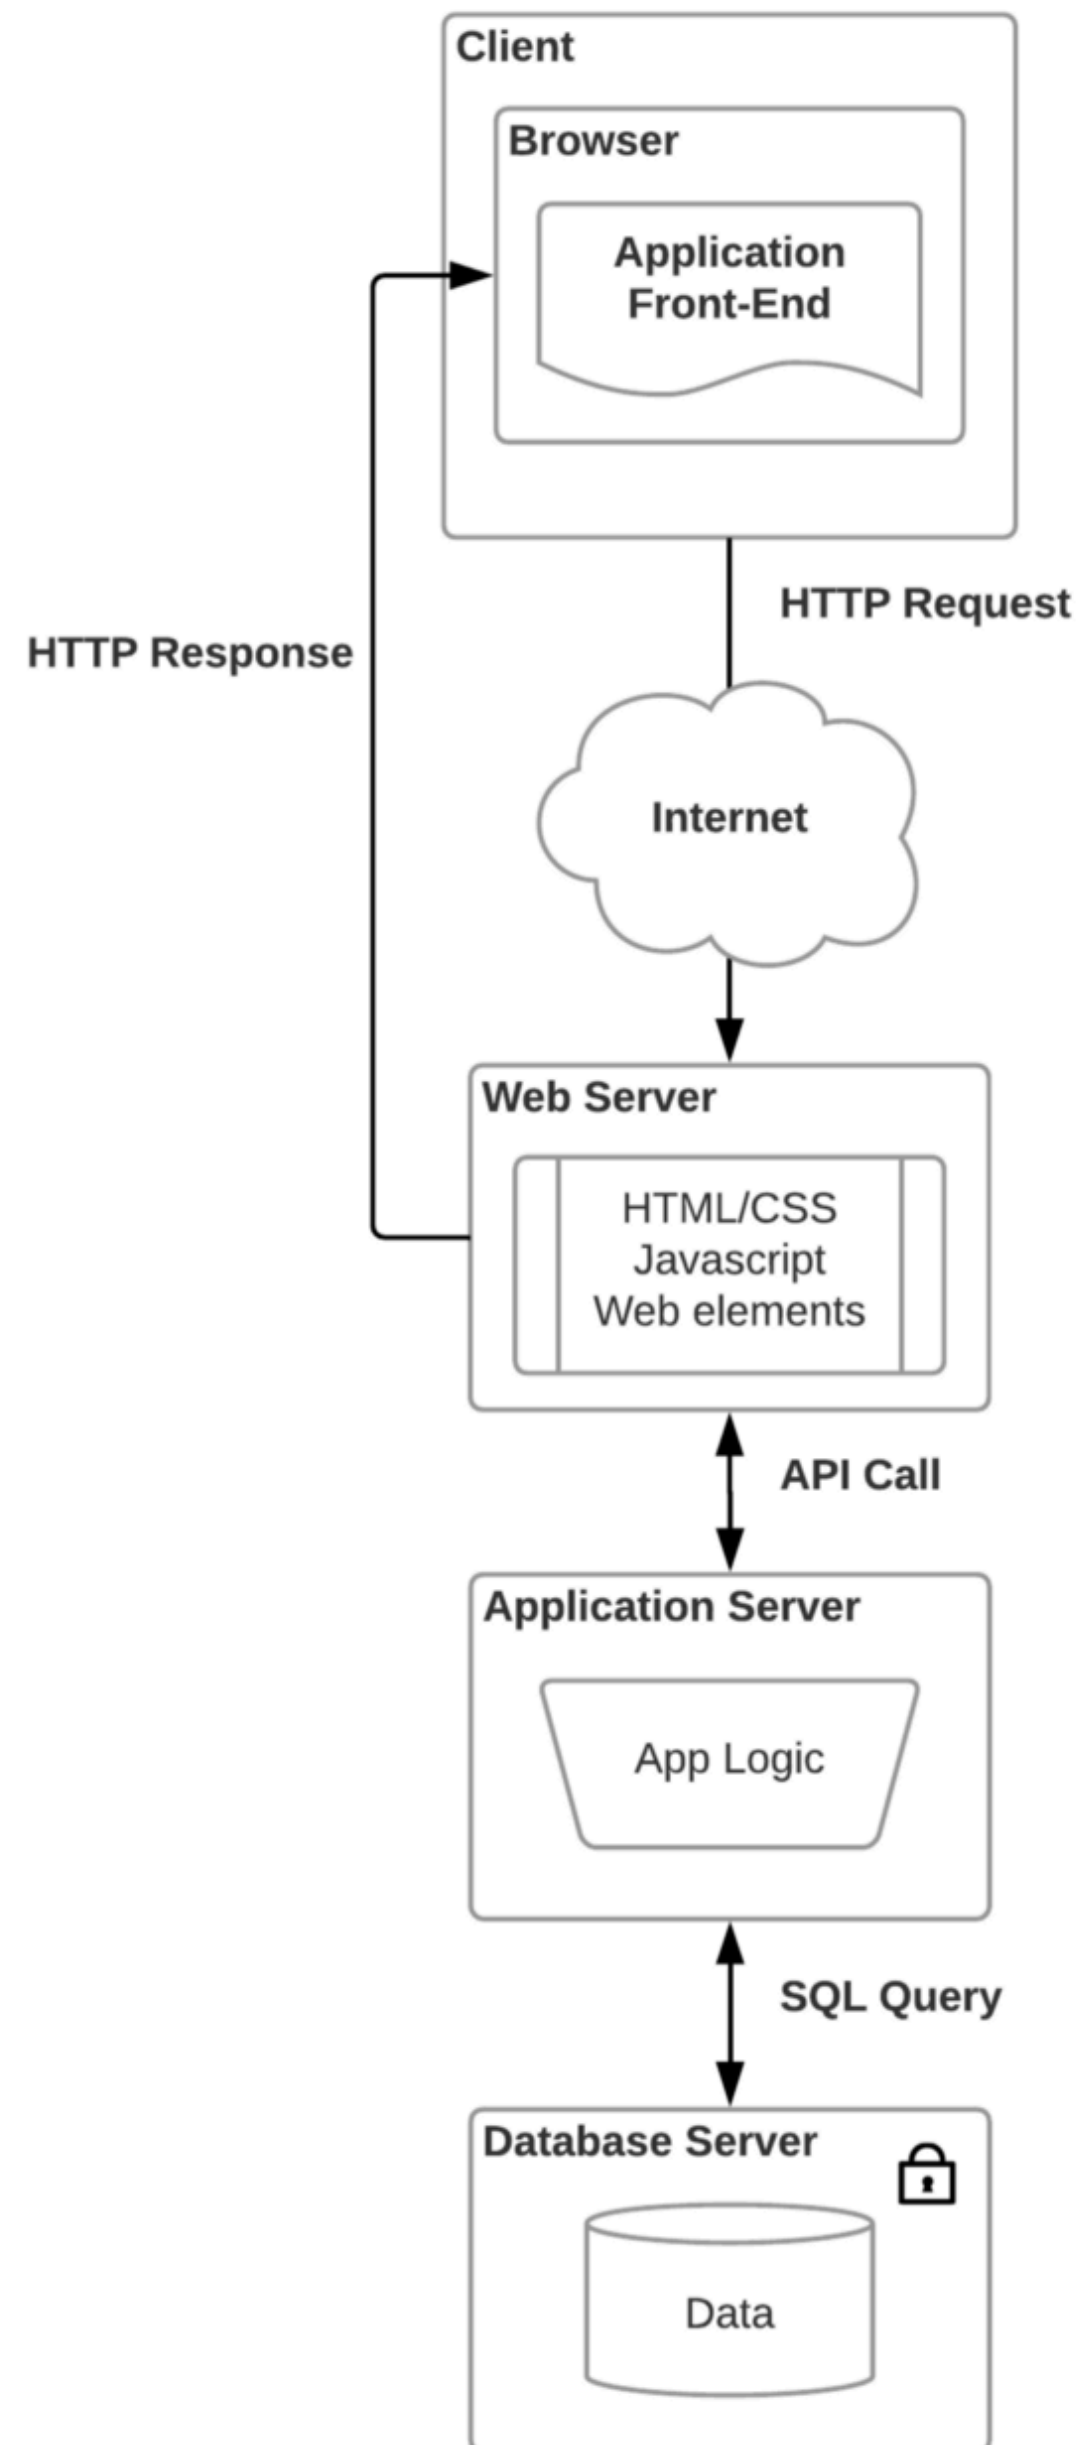 Client
Browser
Application
Front-End
HTTP Request
HTTP Response
Internet
Web Server
HTML/CSS
Javascript
Web elements
API Call
Application Server
App Logic
SQL Query
Database Server
Data